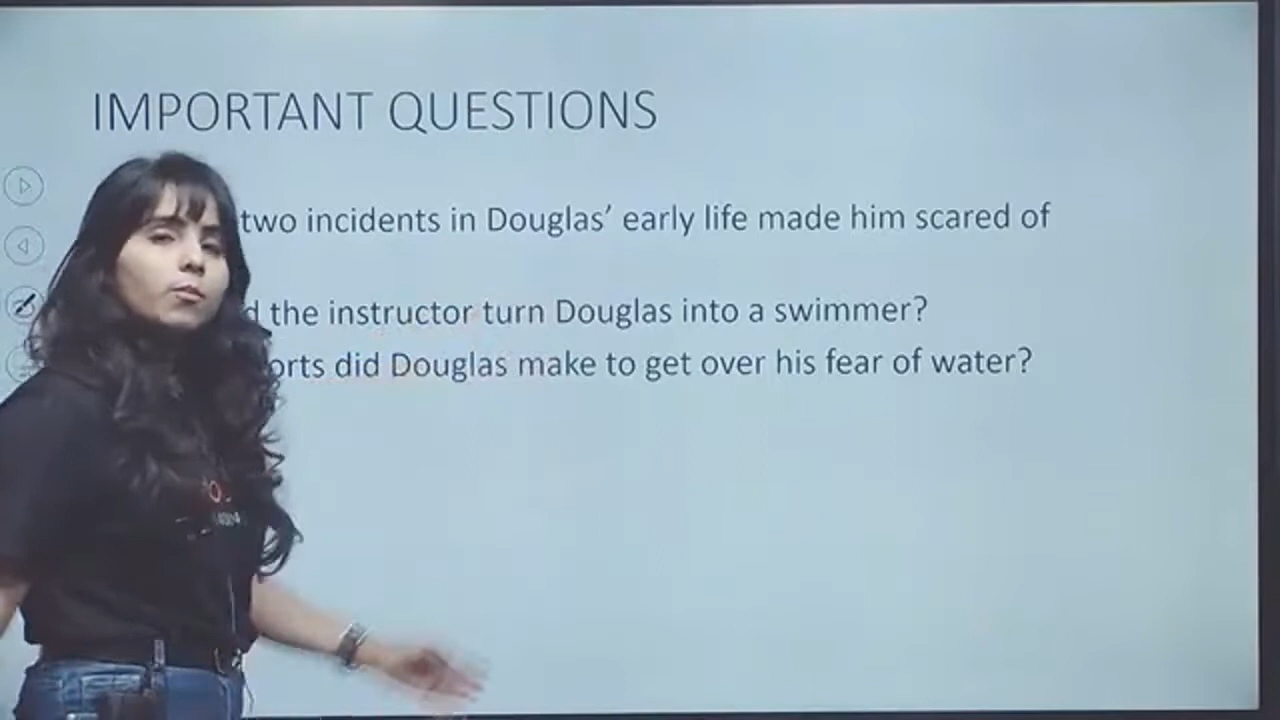 IMPORTANT QUESTIONS
two incidents in Douglas’ early life made him scared of
the instructor turn Douglas into a swimmer?
did Douglas make to get over his fear of water?